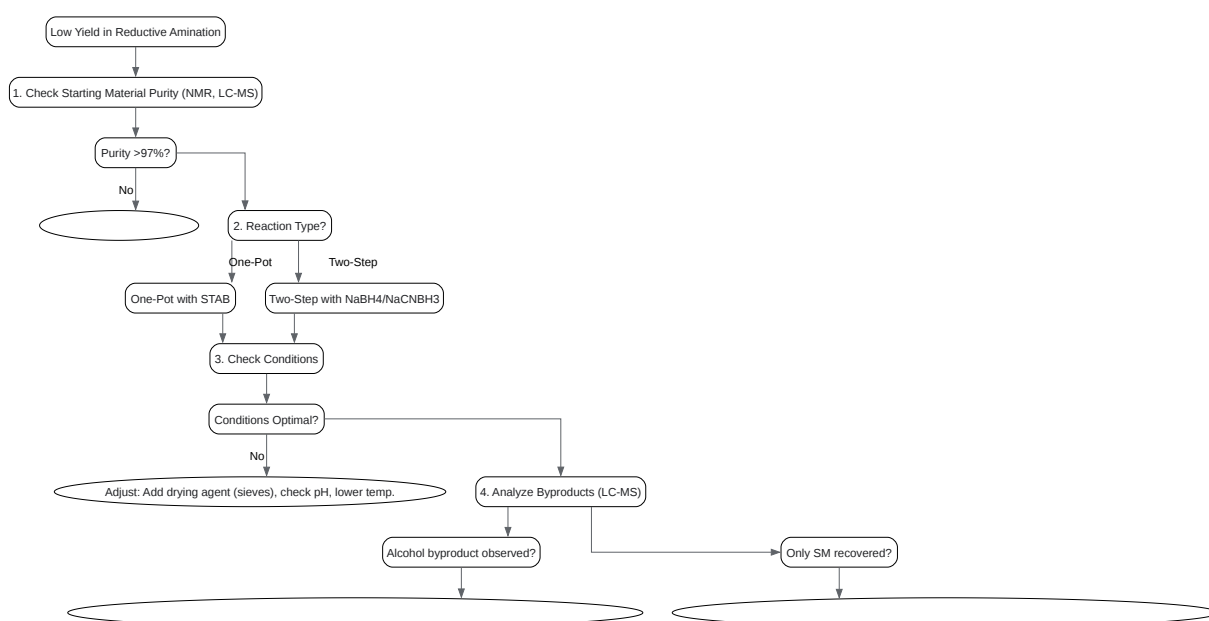 Low Yield in Reductive Amination
1. Check Starting Material Purity (NMR, LC-MS)
Purity >97%?
No
2. Reaction Type?
One-Pot
Two-Step
One-Pot with STAB
Two-Step with NaBH4/NaCNBH3
3. Check Conditions
Conditions Optimal?
No
Adjust: Add drying agent (sieves), check pH, lower temp.
4. Analyze Byproducts (LC-MS)
Alcohol byproduct observed?
Only SM recovered?